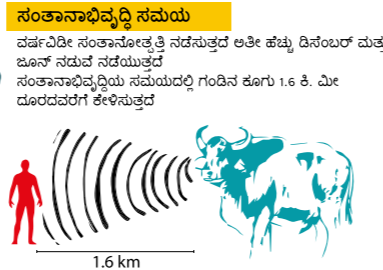 ಸಂತಾನಾಭಿವೃದ್ಧಿ ಸಮಯ
ವರ್ಷವಿಡೀ ಸಂತಾನೋತ್ಪತ್ತಿ ನಡೆಸುತ್ತದೆ ಅತೀ ಹೆಚ್ಚು ಡಿಸೆಂಬರ್ ಮತ್ತು
ಜೂನ್ ನಡುವೆ ನಡೆಯುತ್ತದೆ
ಸಂತಾನಾಭಿವೃದ್ಧಿಯ ಸಮಯದಲ್ಲಿ ಗಂಡಿನ ಕೂಗು 1.6 ಕಿ. ಮೀ
ದೂರದವರೆಗೆ ಕೇಳಿಸುತ್ತದೆ
1.6 km